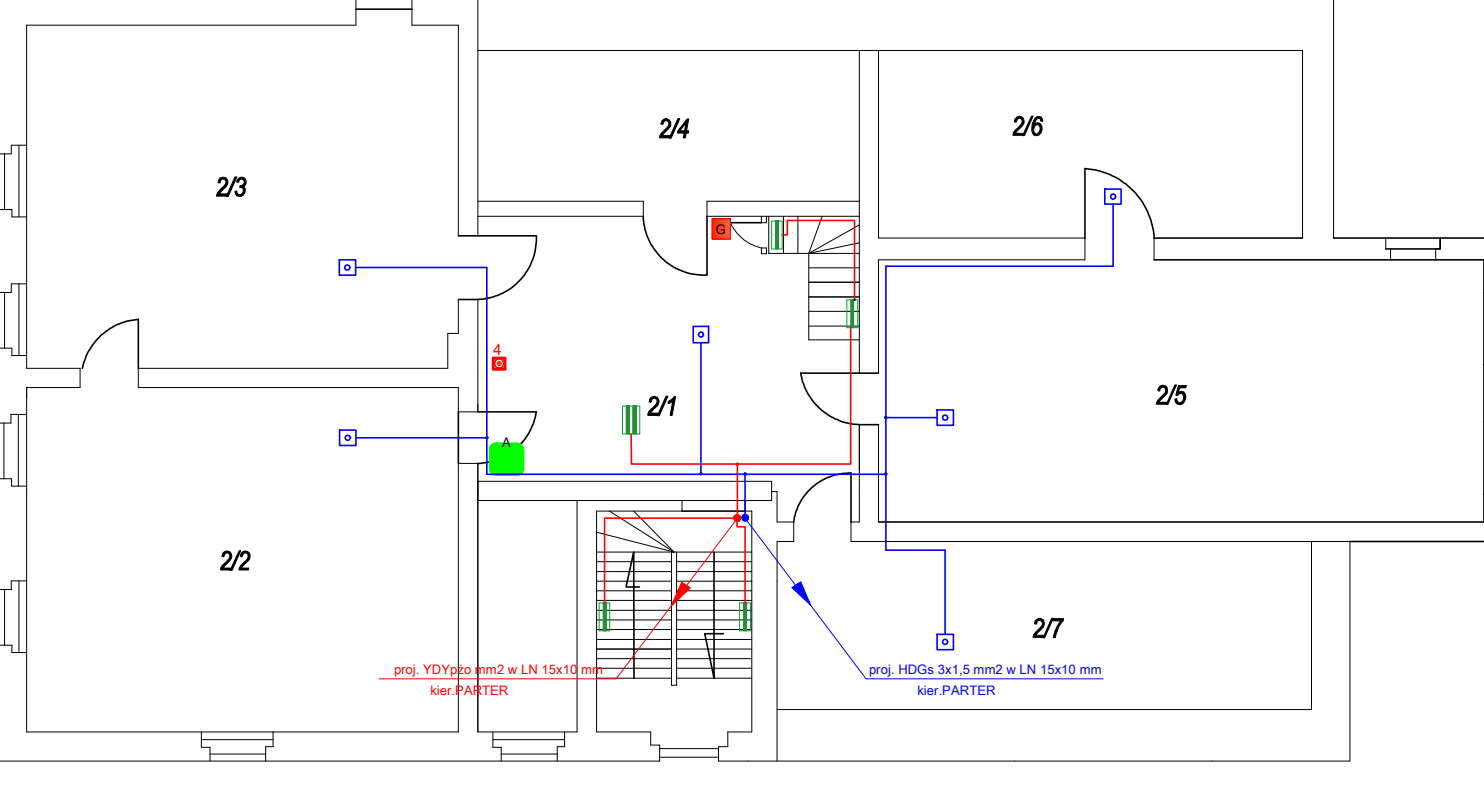 2/4
2/6
2/3
G
4
2/1
2/5
A
2/2
2/7
proj. YDYpżo mm2 w LN 15x10 mm
kier.PARTER
proj. HDGs 3x1,5 mm2 w LN 15x10 mm
kier.PARTER